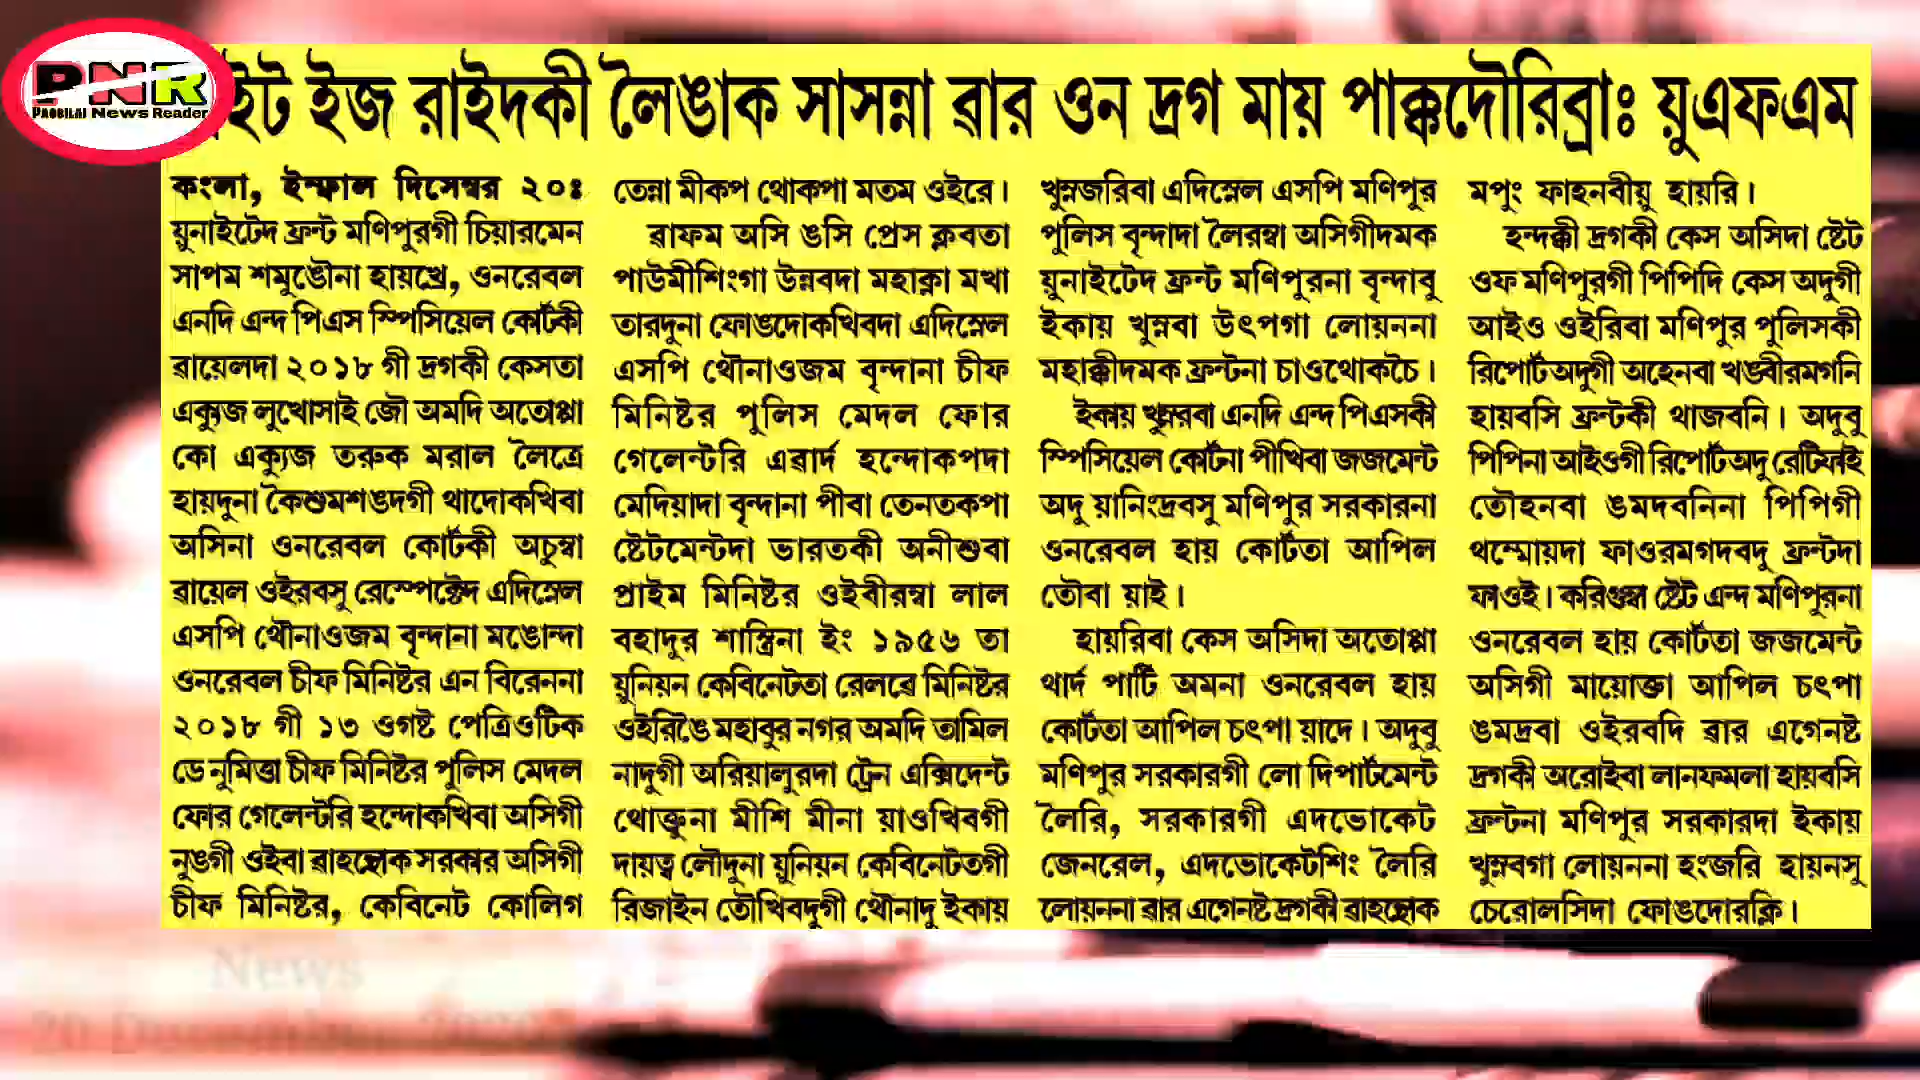 PNR
PAOBILAI News Reader
ইট ইজ রাইদকী লৈঙাক সাসন্না ৱার ওন দ্রগ মায় পাক্কদৌরিব্রাঃ য়ুএফএম
কংলা, ইম্ফাল দিসেম্বর ২০ঃ
য়ুনাইটেদ ফ্রন্ট মণিপুরগী চিয়ারমেন
সাপম শমুঙৌনা হায়খ্রে, ওনরেবল
এনদি এন্দ পিএস স্পিসিয়েল কোর্টকী
ৱায়েলদা ২০১৮ গী দ্রগকী কেসতা
এক্যুজ লুখোসাই জৌ অমদি অতোপ্পা
কো এক্যুজ তরুক মরাল লৈত্রে
হায়দুনা কৈশুমশঙদগী থাদোকখিবা
অসিনা ওনরেবল কোর্টকী অচুম্বা
ৱায়েল ওইরবসু রেস্পেক্টেদ এদিস্নেল
এসপি থৌনাওজম বৃন্দানা মঙোন্দা
ওনরেবল চীফ মিনিষ্টর এন বিরেননা
২০১৮ গী ১৩ ওগষ্ট পেত্রিওটিক
ডে নুমিত্তা চীফ মিনিষ্টর পুলিস মেদল
ফোর গেলেন্টরি হন্দোকখিবা অসিগী
নুঙগী ওইবা ৱাহন্থোক সরকার অসিগী
চীফ মিনিষ্টর, কেবিনেট কোলিগ
তেন্না মীকপ থোকপা মতম ওইরে।
ৱাফম অসি ঙসি প্রেস ক্লবতা
পাউমীশিংগা উন্নবদা মহাক্না মখা
তারদুনা ফোঙদোকখিবদা এদিস্নেল
এসপি থৌনাওজম বৃন্দানা চীফ
মিনিষ্টর পুলিস মেদল ফোর
গেলেন্টরি এৱার্দ হন্দোকপদা
মেদিয়াদা বৃন্দানা পীবা তেনতকপা
ষ্টেটমেন্টদা ভারতকী অনীশুবা
প্রাইম মিনিষ্টর ওইবীরম্বা লাল
বহাদুর শাস্ত্রিনা ইং ১৯৫৬ তা
য়ুনিয়ন কেবিনেটতা রেলৱে মিনিষ্টর
ওইরিঙৈ মহাবুর নগর অমদি তামিল
নাদুগী অরিয়ালুরদা ট্রেন এক্সিদেন্ট
থোক্তুনা মীশি মীনা য়াওখিবগী
দায়ত্ব লৌদুনা য়ুনিয়ন কেবিনেটতগী
রিজাইন তৌখিবদুগী থৌনাদু ইকায়
খুম্নজরিবা এদিস্নেল এসপি মণিপুর
পুলিস বৃন্দাদা লৈরম্বা অসিগীদমক
য়ুনাইটেদ ফ্রন্ট মণিপুরনা বৃন্দাবু
ইকায় খুম্নবা উৎপগা লোয়ননা
মহাক্কীদমক ফ্রন্টনা চাওথোকচৈ।
ইকায় খুম্নরবা এনদি এন্দ পিএসকী
স্পিসিয়েল কোর্টনা পীখিবা জজমেন্ট
অদু য়ানিংদ্রবসু মণিপুর সরকারনা
ওনরেবল হায় কোর্টতা আপিল
তৌবা য়াই।
হায়রিবা কেস অসিদা অতোপ্পা
থার্দ পার্টি অমনা ওনরেবল হায়
কোর্টতা আপিল চৎপা য়াদে। অদুবু
মণিপুর সরকারগী লো দিপার্টমেন্ট
লৈরি, সরকারগী এদভোকেট
জেনরেল, এদভোকেটশিং লৈরি
লোয়ননা ৱার এগেনষ্ট দ্রগকী ৱাহন্থোক
মপুং ফাহনবীয়ু হায়রি।
হন্দক্কী দ্রগকী কেস অসিদা ষ্টেট
ওফ মণিপুরগী পিপিদি কেস অদুগী
আইও ওইরিবা মণিপুর পুলিসকী
রিপোর্ট অদুগী অহেনবা খঙবীরমগনি
হায়বসি ফ্রন্টকী থাজবনি। অদুবু
পিপিনা আইওগী রিপোর্ট অদু রেটিফাই
তৌহনবা ঙমদবনিনা পিপিগী
থম্মোয়দা ফাওরমগদবদু ফ্রন্টদা
ফাওই। করিগুম্বা ষ্টেট এন্দ মণিপুরনা
ওনরেবল হায় কোর্টতা জজমেন্ট
অসিগী মায়োক্তা আপিল চৎপা
ঙমদ্রবা ওইরবদি ৱার এগেনষ্ট
দ্রগকী অরোইবা লানফমলা হায়বসি
ফ্রন্টনা মণিপুর সরকারদা ইকায়
খুম্নবগা লোয়ননা হংজরি হায়নসু
চেরোলসিদা ফোঙদোরক্লি।
News